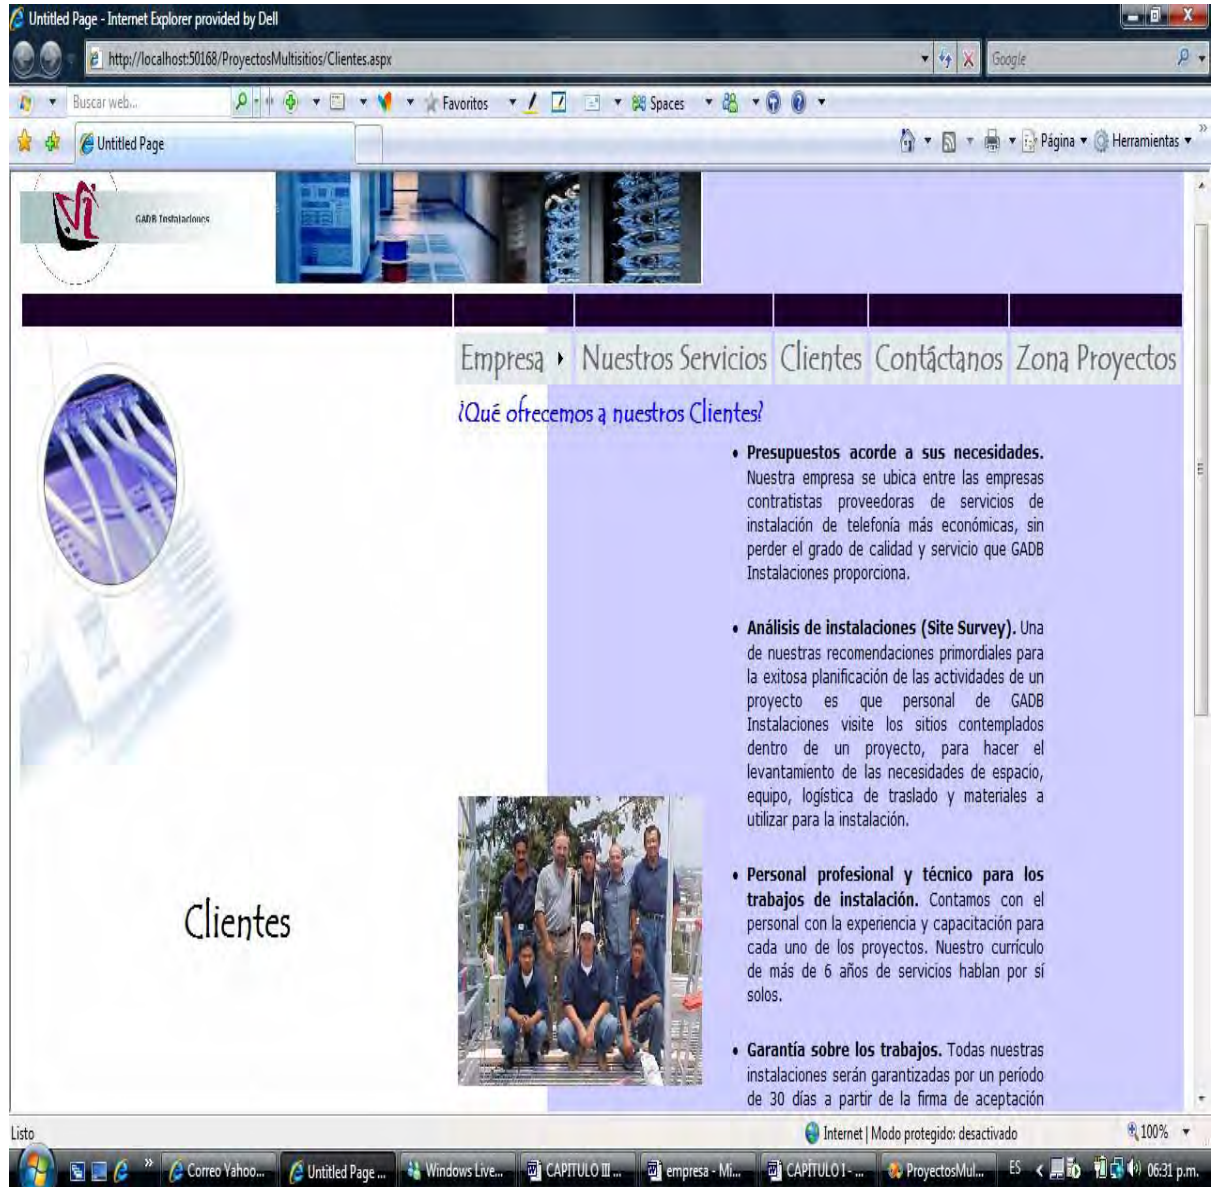 Untitled Page - Internet Explorer provided by Dell
http://localhost:50168/ProyectosMultisitios/Clientes.aspx
Google
Buscar web...
Favoritos
Spaces
Untitled Page
Página
Herramientas
GADB Instalaciones
Empresa
Nuestros Servicios
Clientes
Contáctanos
Zona Proyectos
¿Qué ofrecemos a nuestros Clientes?
• Presupuestos acorde a sus necesidades.
Nuestra empresa se ubica entre las empresas
contratistas proveedoras de servicios de
instalación de telefonía más económicas, sin
perder el grado de calidad y servicio que GADB
Instalaciones proporciona.
• Análisis de instalaciones (Site Survey). Una
de nuestras recomendaciones primordiales para
la exitosa planificación de las actividades de un
proyecto es que personal de GADB
Instalaciones visite los sitios contemplados
dentro de un proyecto, para hacer el
levantamiento de las necesidades de espacio,
equipo, logística de traslado y materiales a
utilizar para la instalación.
• Personal profesional y técnico para los
trabajos de instalación. Contamos con el
personal con la experiencia y capacitación para
cada uno de los proyectos. Nuestro currículo
de más de 6 años de servicios hablan por sí
solos.
• Garantía sobre los trabajos. Todas nuestras
instalaciones serán garantizadas por un período
de 30 días a partir de la firma de aceptación
Clientes
Listo
Internet | Modo protegido: desactivado
100%
Correo Yahoo...
Untitled Page ...
Windows Live...
CAPITULO III ...
empresa - Mi...
CAPÍTULO 1 - ...
ProyectosMul...
ES
06:31 p.m.